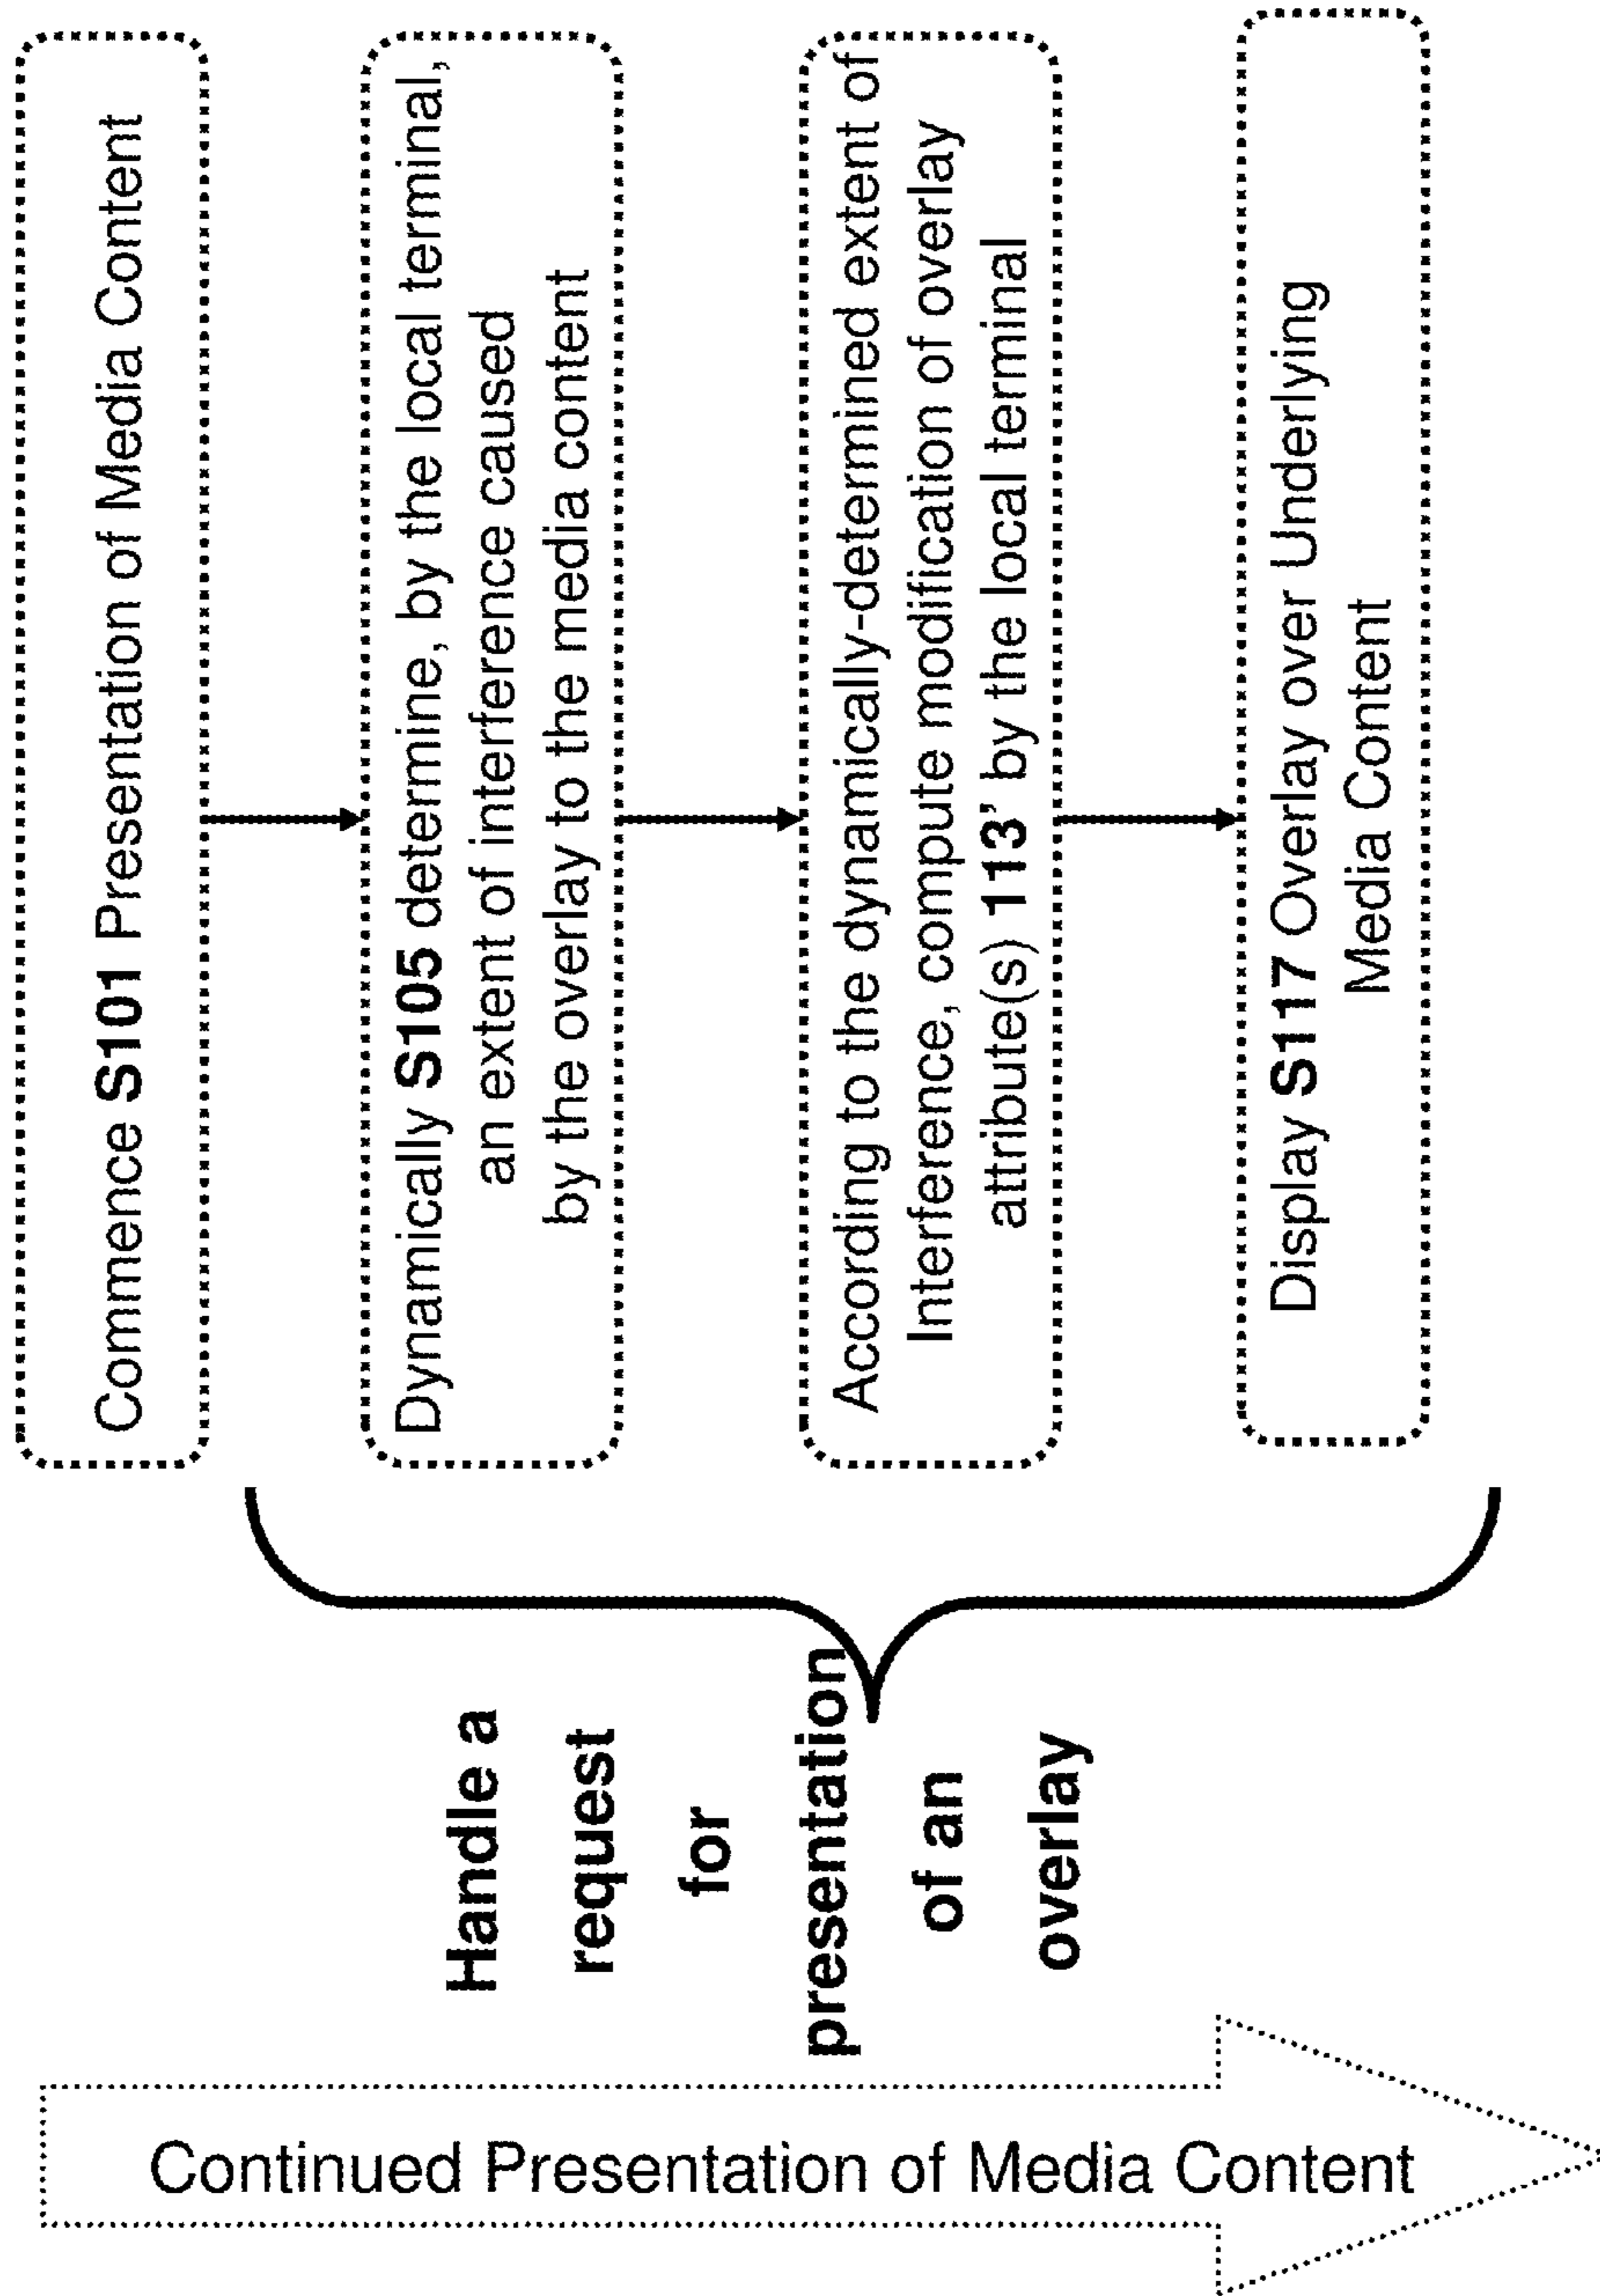 Commence S101 Presentation of Media Content
Dynamically S105 determine, by the local terminal,
an extent of interference caused
by the overlay to the media content
According to the dynamically-determined extent of
Interference, compute modification of overlay
attribute(s) 113’ by the local terminal
Display S117 Overlay over Underlying
Media Content
Handle a
request
for
presentation
of an
overlay
Continued Presentation of Media Content